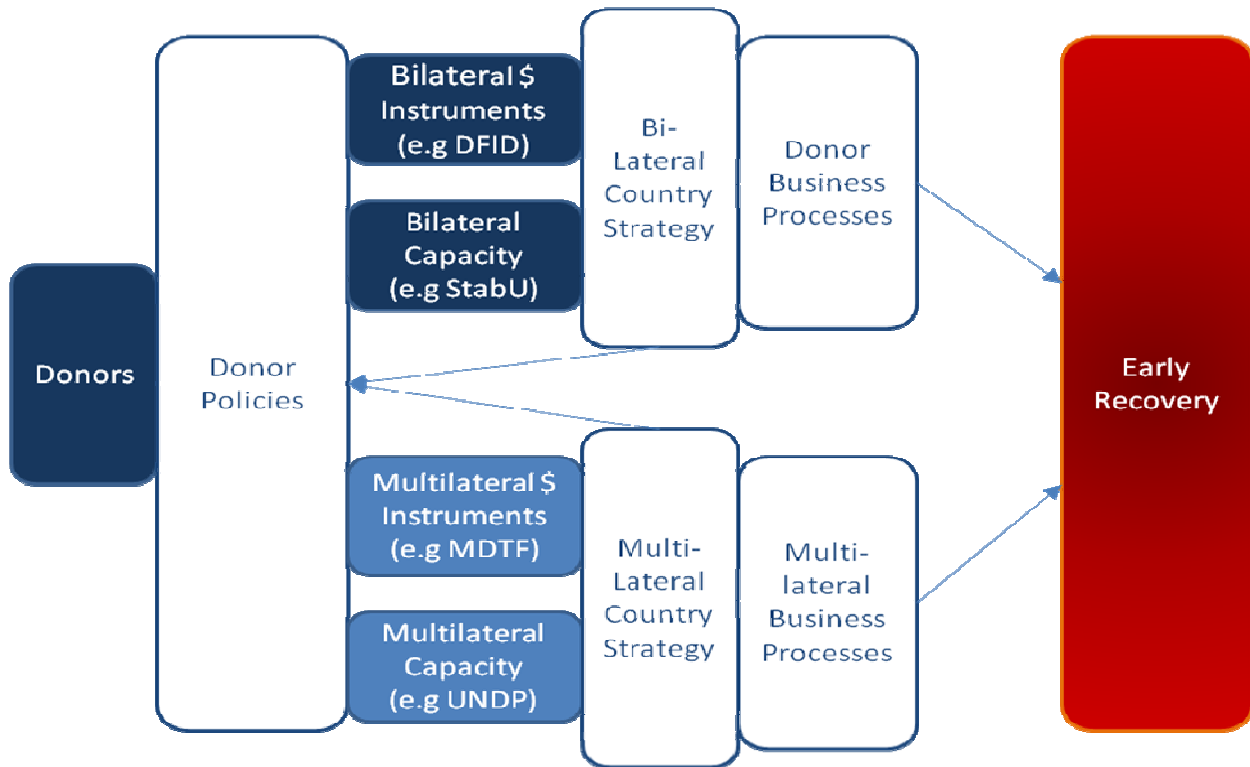 Donors
Donor
Policies
Bilateral $
Instruments
(e.g DFID)
Bilateral
Capacity
(e.g StabU)
Bi-
Lateral
Country
Strategy
Donor
Business
Processes
Multilateral $
Instruments
(e.g MDTF)
Multilateral
Capacity
(e.g UNDP)
Multi-
Lateral
Country
Strategy
Multi-
lateral
Business
Processes
Early
Recovery